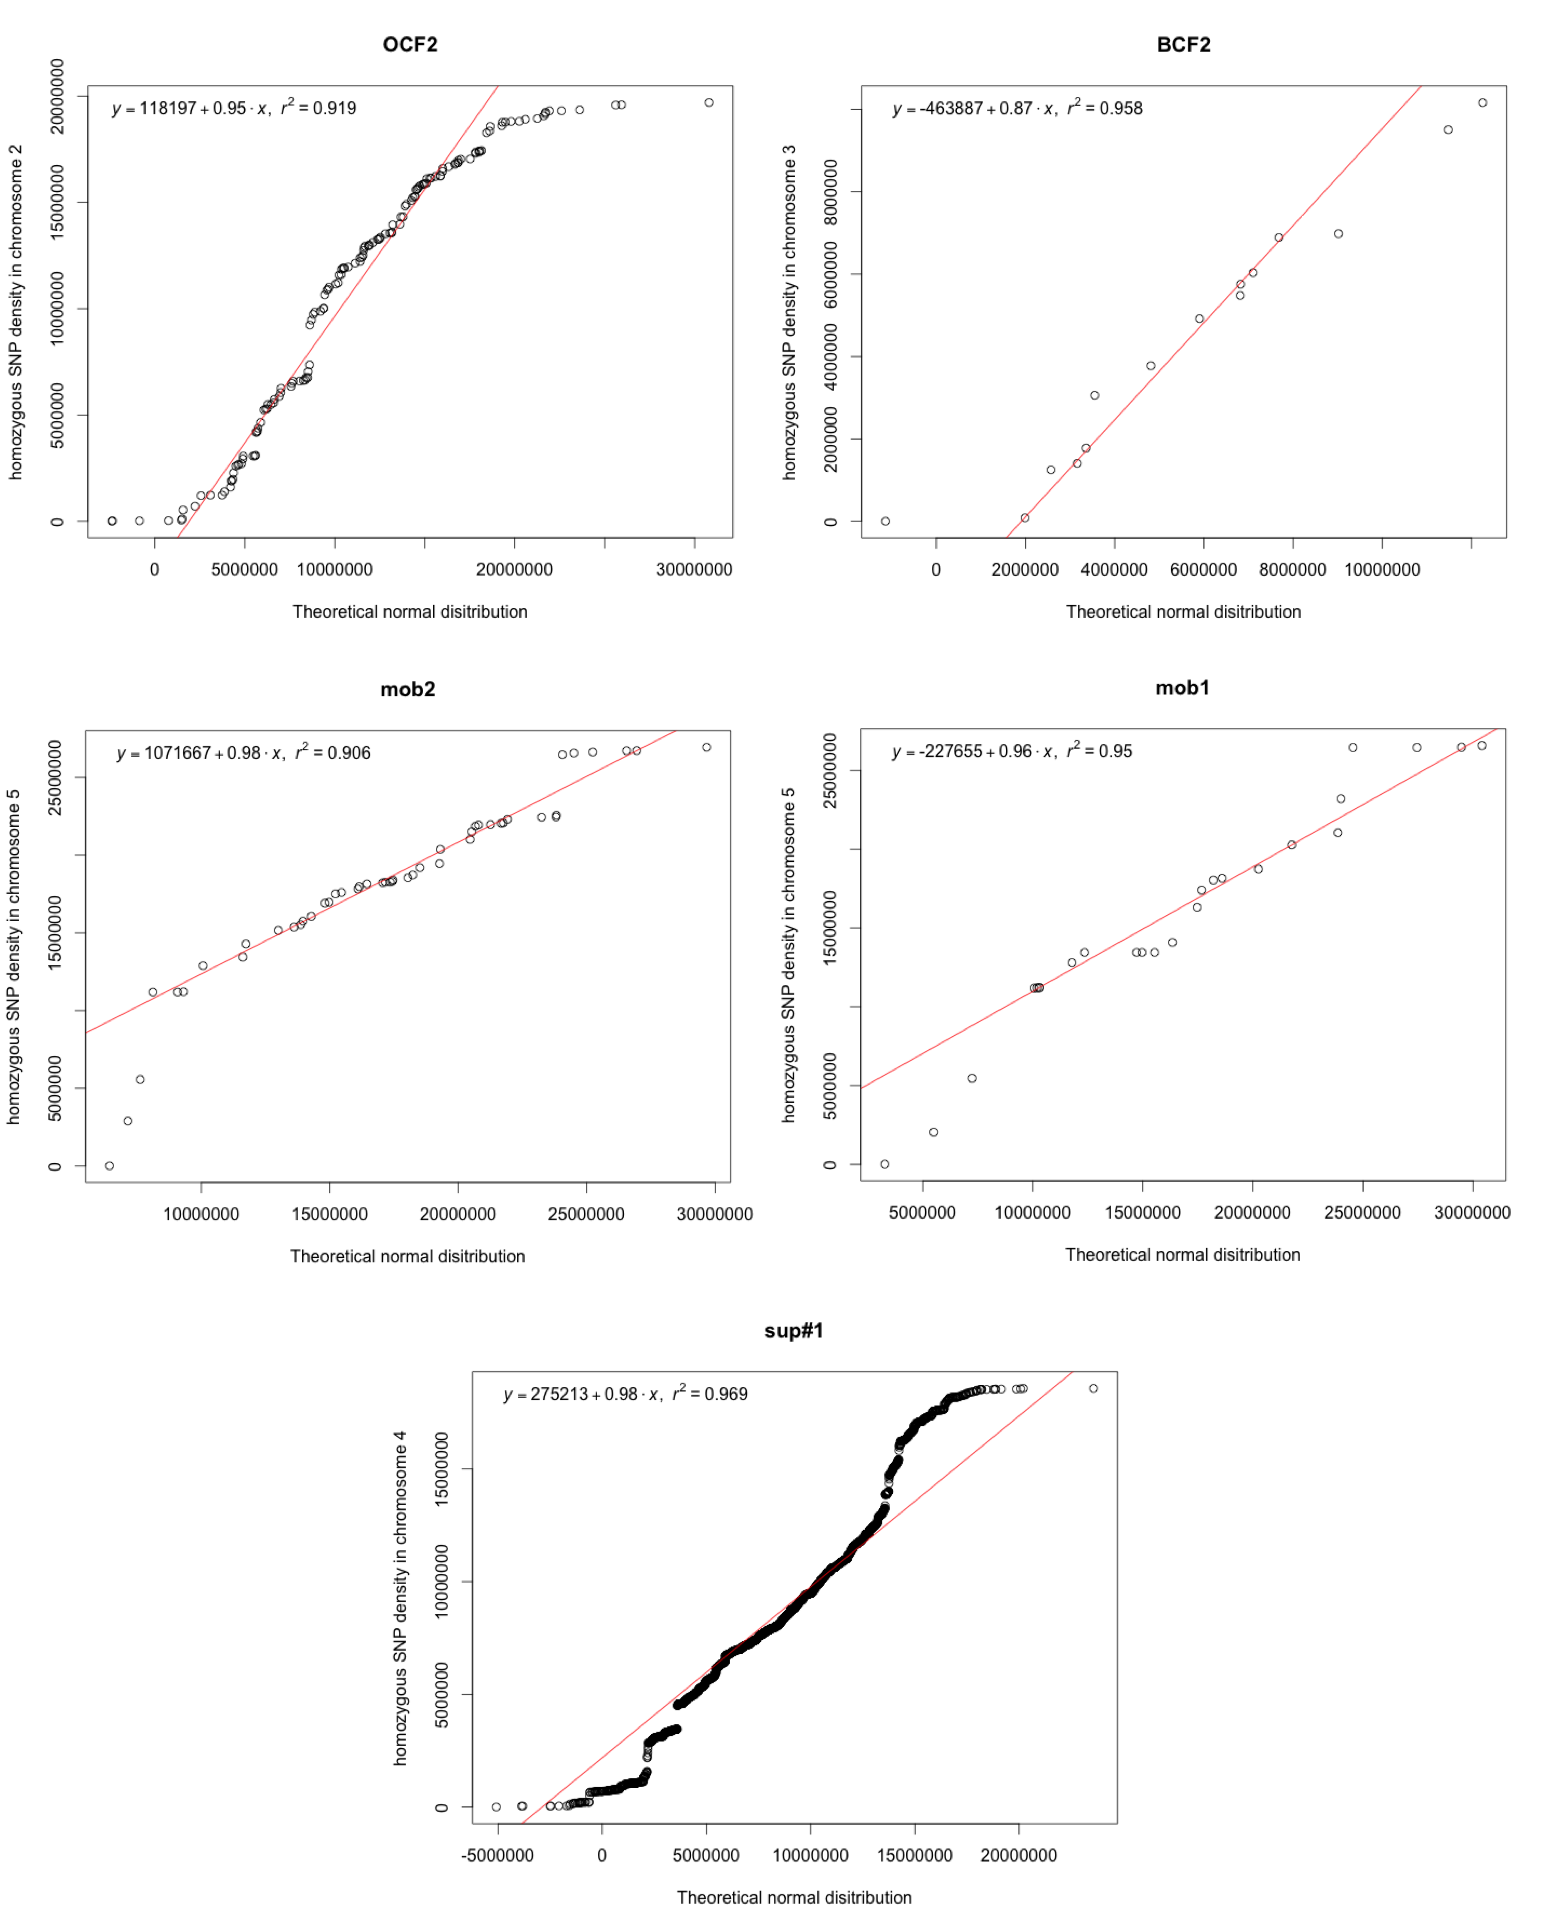 OCF2
y = 118197 + 0.95 · x, r² = 0.919
homozygous SNP density in chromosome 2
0 5000000 10000000 15000000 20000000
0 5000000 10000000 20000000 30000000
Theoretical normal disitribution
BCF2
y = -463887 + 0.87 · x, r² = 0.958
homozygous SNP density in chromosome 3
0 2000000 4000000 6000000 8000000
0 2000000 4000000 6000000 8000000 10000000
Theoretical normal disitribution
mob2
y = 1071667 + 0.98 · x, r² = 0.906
homozygous SNP density in chromosome 5
0 5000000 15000000 25000000
10000000 15000000 20000000 25000000 30000000
Theoretical normal disitribution
mob1
y = -227655 + 0.96 · x, r² = 0.95
homozygous SNP density in chromosome 5
0 5000000 15000000 25000000
5000000 10000000 15000000 20000000 25000000 30000000
Theoretical normal disitribution
sup#1
y = 275213 + 0.98 · x, r² = 0.969
homozygous SNP density in chromosome 4
0 5000000 10000000 15000000
-5000000 0 5000000 10000000 15000000 20000000
Theoretical normal disitribution